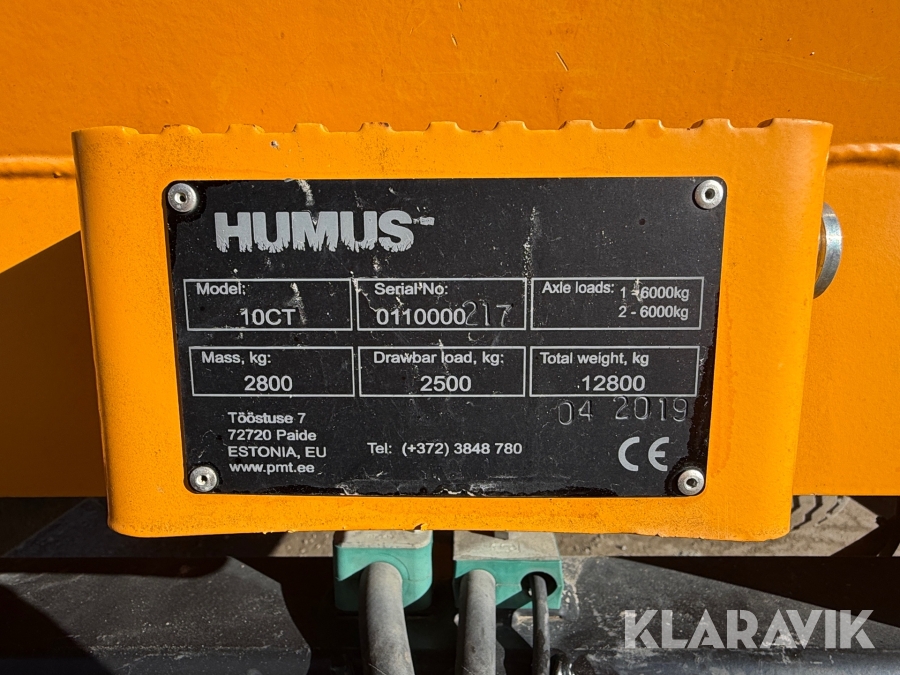 HUMUS
Model:
10CT
Serial No:
0110000217
Axle loads: 1 - 6000kg
2 - 6000kg
Mass, kg:
2800
Drawbar load, kg:
2500
Total weight, kg
12800
04 2019
Tööstuse 7
72720 Paide
ESTONIA, EU
www.pmt.ee
Tel: (+372) 3848 780
CE
KLARAVIK